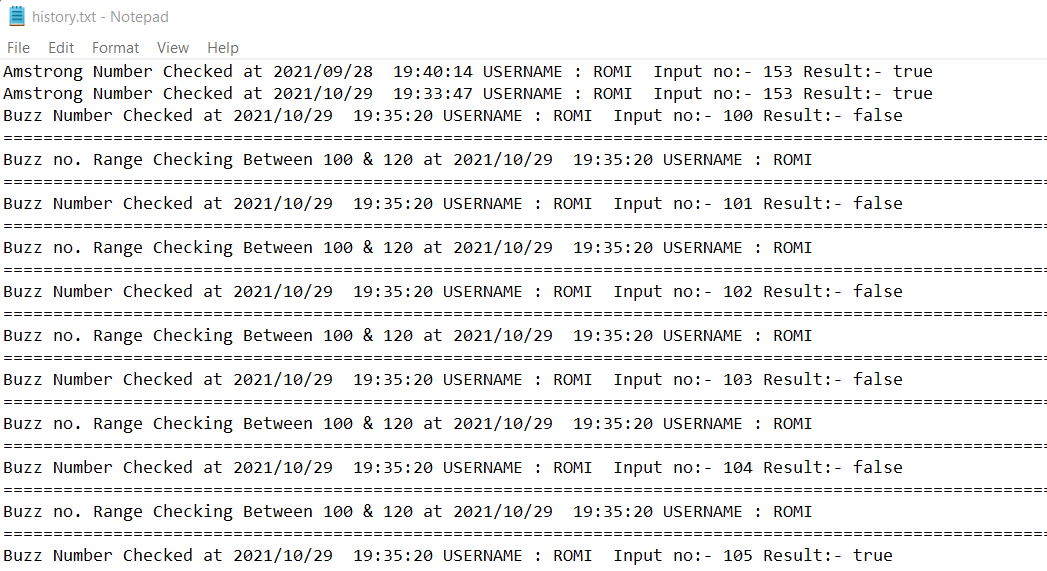 history.txt - Notepad
File Edit Format View Help
Amstrong Number Checked at 2021/09/28  19:40:14 USERNAME : ROMI  Input no:- 153 Result:- true
Amstrong Number Checked at 2021/10/29  19:33:47 USERNAME : ROMI  Input no:- 153 Result:- true
Buzz Number Checked at 2021/10/29  19:35:20 USERNAME : ROMI  Input no:- 100 Result:- false
========================================================================================================
Buzz no. Range Checking Between 100 & 120 at 2021/10/29  19:35:20 USERNAME : ROMI
========================================================================================================
Buzz Number Checked at 2021/10/29  19:35:20 USERNAME : ROMI  Input no:- 101 Result:- false
========================================================================================================
Buzz no. Range Checking Between 100 & 120 at 2021/10/29  19:35:20 USERNAME : ROMI
========================================================================================================
Buzz Number Checked at 2021/10/29  19:35:20 USERNAME : ROMI  Input no:- 102 Result:- false
========================================================================================================
Buzz no. Range Checking Between 100 & 120 at 2021/10/29  19:35:20 USERNAME : ROMI
========================================================================================================
Buzz Number Checked at 2021/10/29  19:35:20 USERNAME : ROMI  Input no:- 103 Result:- false
========================================================================================================
Buzz no. Range Checking Between 100 & 120 at 2021/10/29  19:35:20 USERNAME : ROMI
========================================================================================================
Buzz Number Checked at 2021/10/29  19:35:20 USERNAME : ROMI  Input no:- 104 Result:- false
========================================================================================================
Buzz no. Range Checking Between 100 & 120 at 2021/10/29  19:35:20 USERNAME : ROMI
========================================================================================================
Buzz Number Checked at 2021/10/29  19:35:20 USERNAME : ROMI  Input no:- 105 Result:- true